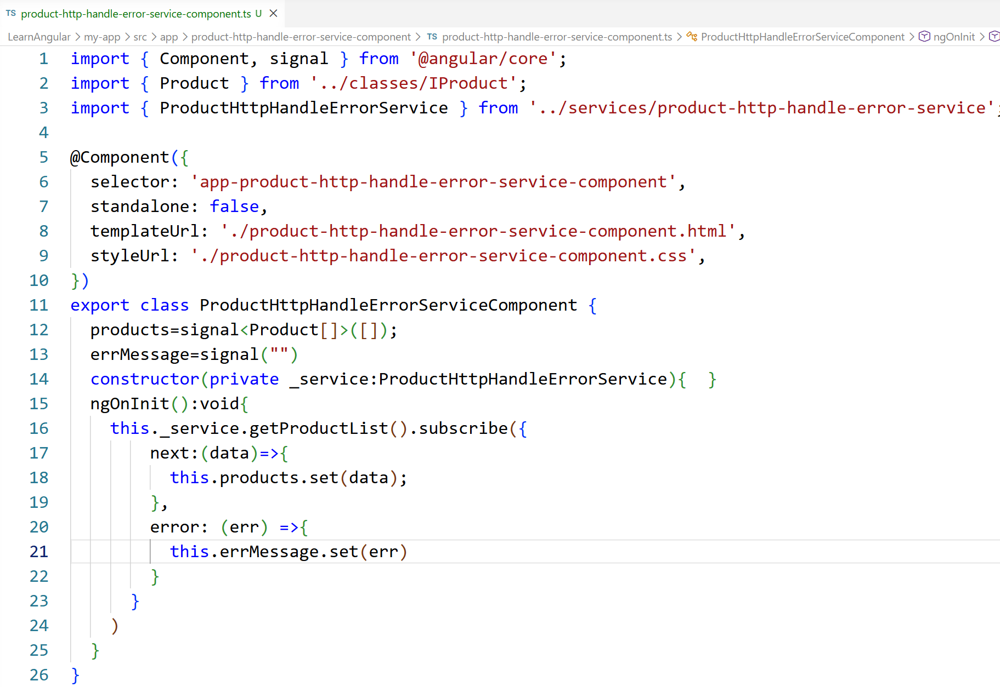 TS product-http-handle-error-service-component.ts U
LearnAngular > my-app > src > app > product-http-handle-error-service-component > TS product-http-handle-error-service-component.ts > ProductHttpHandleErrorServiceComponent > ngOnInit >
1 import { Component, signal } from '@angular/core';
2 import { Product } from '../classes/IProduct';
3 import { ProductHttpHandleErrorService } from '../services/product-http-handle-error-service';
4
5 @Component({
6   selector: 'app-product-http-handle-error-service-component',
7   standalone: false,
8   templateUrl: './product-http-handle-error-service-component.html',
9   styleUrl: './product-http-handle-error-service-component.css',
10 })
11 export class ProductHttpHandleErrorServiceComponent {
12   products=signal<Product[]>([]);
13   errMessage=signal("")
14   constructor(private _service:ProductHttpHandleErrorService){  }
15   ngOnInit():void{
16     this._service.getProductList().subscribe({
17         next:(data)=>{
18           this.products.set(data);
19         },
20         error: (err) =>{
21           this.errMessage.set(err)
22         }
23       }
24     )
25   }
26 }